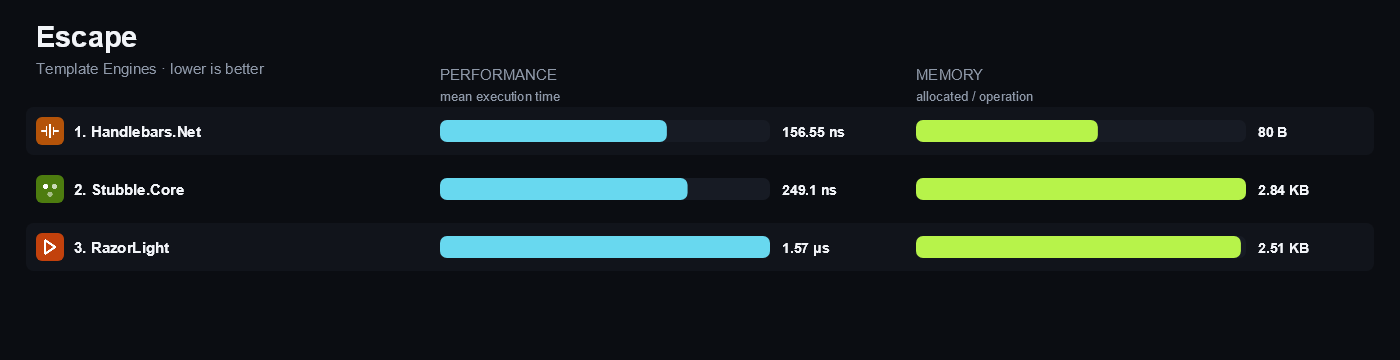 Escape
Template Engines · lower is better
PERFORMANCE
MEMORY
mean execution time
allocated / operation
1. Handlebars.Net 156.55 ns 80 B
2. Stubble.Core 249.1 ns 2.84 KB
3. RazorLight 1.57 µs 2.51 KB